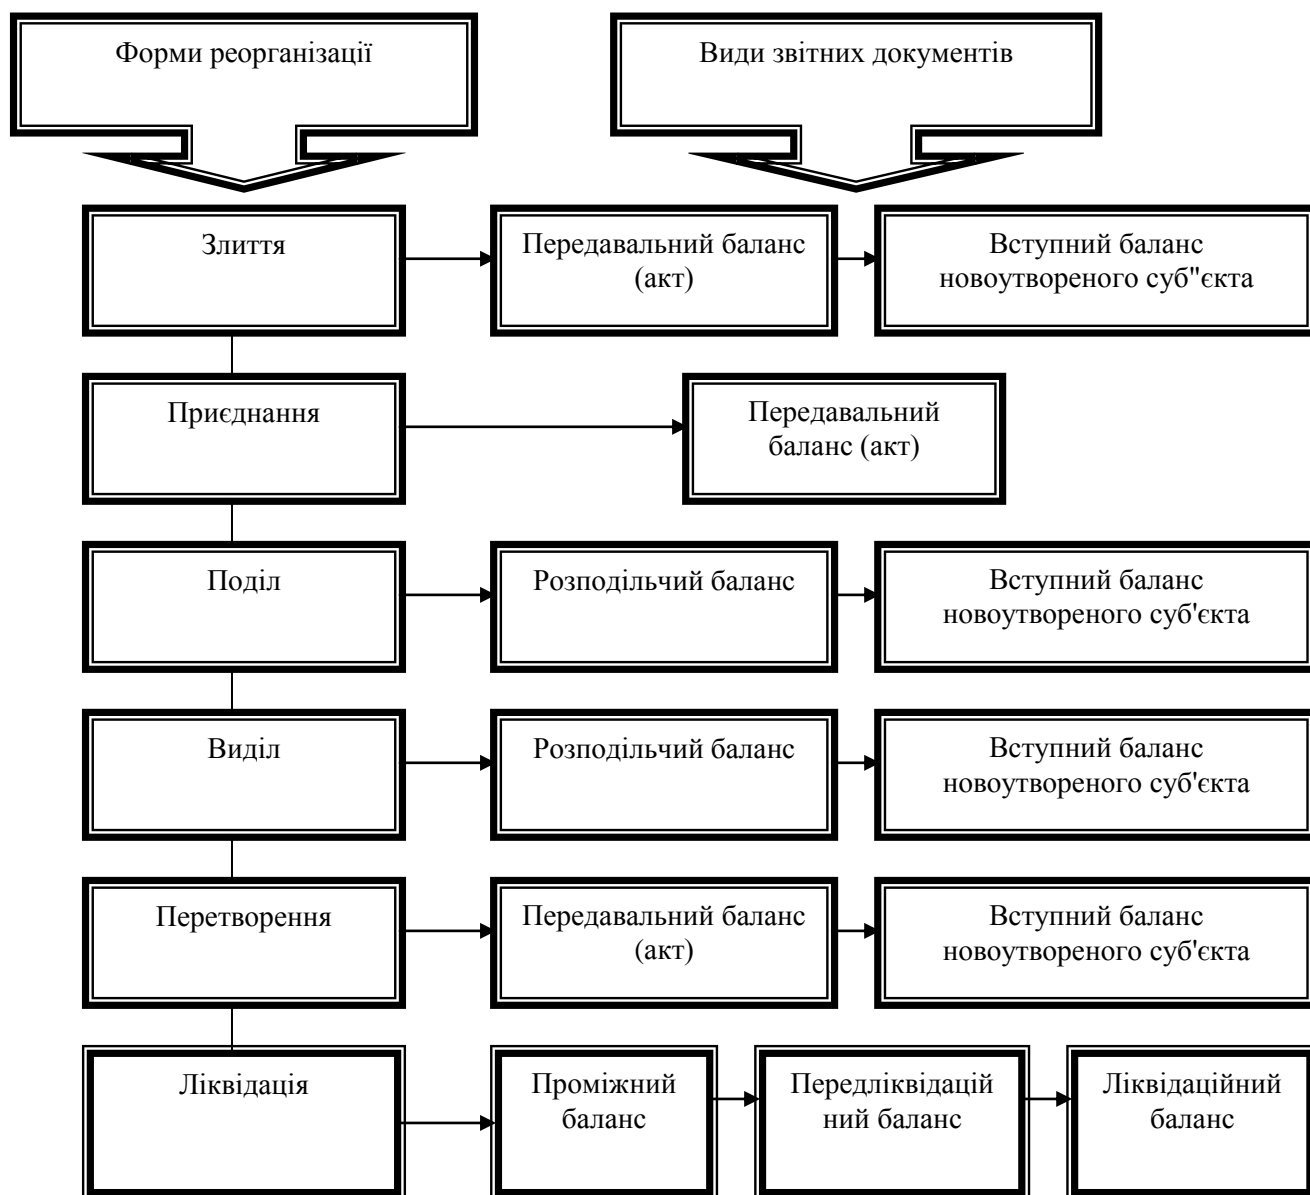 Форми реорганізації
Види звітних документів
Злиття
Передавальний баланс
(акт)
Вступний баланс
новоутвореного суб"єкта
Приєднання
Передавальний
баланс (акт)
Поділ
Розподільчий баланс
Вступний баланс
новоутвореного суб'єкта
Виділ
Розподільчий баланс
Вступний баланс
новоутвореного суб'єкта
Перетворення
Передавальний баланс
(акт)
Вступний баланс
новоутвореного суб'єкта
Ліквідація
Проміжний
баланс
Передліквідацій
ний баланс
Ліквідаційний
баланс